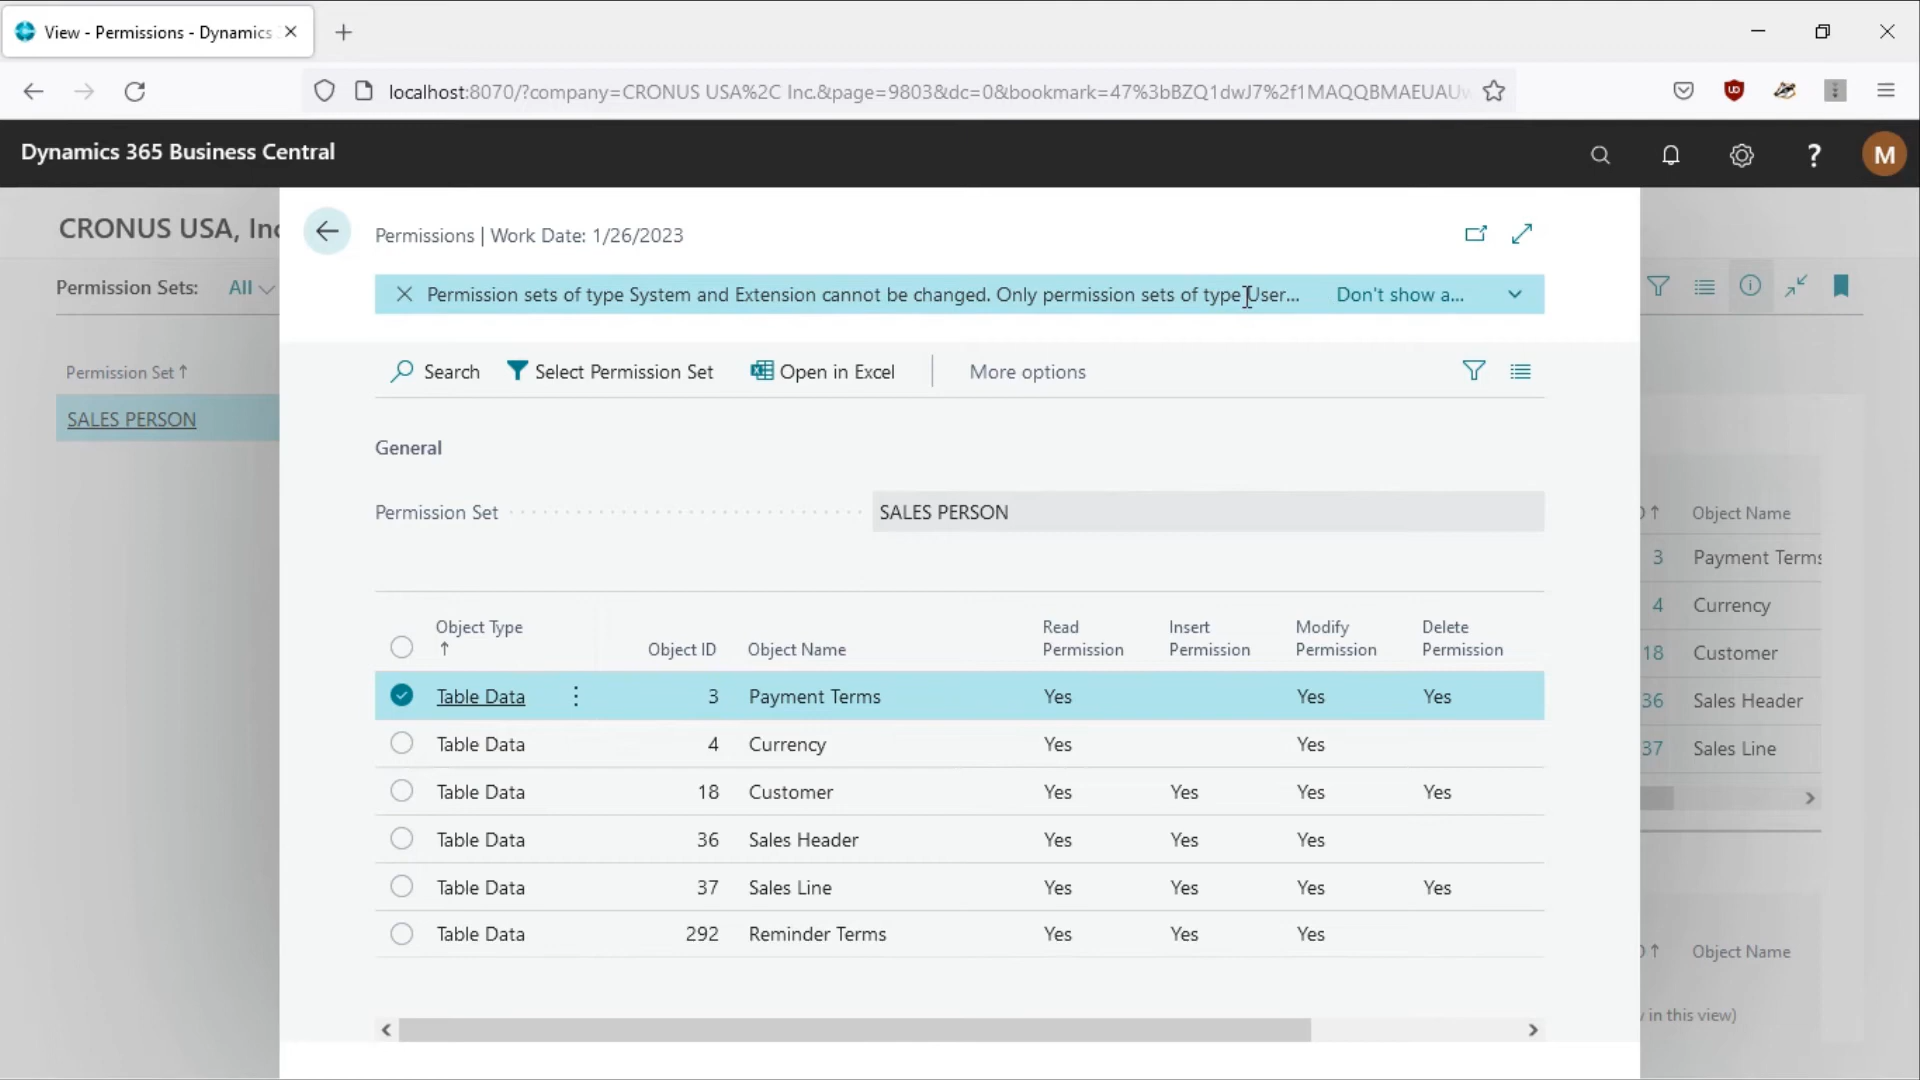 View - Permissions - Dynamics
localhost:8070/?company=CRONUS USA%2C Inc.&page=9803&dc=0&bookmark=47%3bBZQ1dwJ7%2f1MAQQBMAEUAUw
Dynamics 365 Business Central
?
M
CRONUS USA, Inc
Permissions | Work Date: 1/26/2023
Permission Sets: All
Permission sets of type System and Extension cannot be changed. Only permission sets of type User... Don't show a...
Search Select Permission Set Open in Excel More options
Permission Set ↑
SALES PERSON
General
Permission Set SALES PERSON
Object Type ↑ Object ID Object Name Read Permission Insert Permission Modify Permission Delete Permission
Table Data 3 Payment Terms Yes Yes Yes
Table Data 4 Currency Yes Yes
Table Data 18 Customer Yes Yes Yes Yes
Table Data 36 Sales Header Yes Yes Yes
Table Data 37 Sales Line Yes Yes Yes Yes
Table Data 292 Reminder Terms Yes Yes Yes
↑ Object Name
3 Payment Terms
4 Currency
18 Customer
36 Sales Header
37 Sales Line
↑ Object Name
in this view)